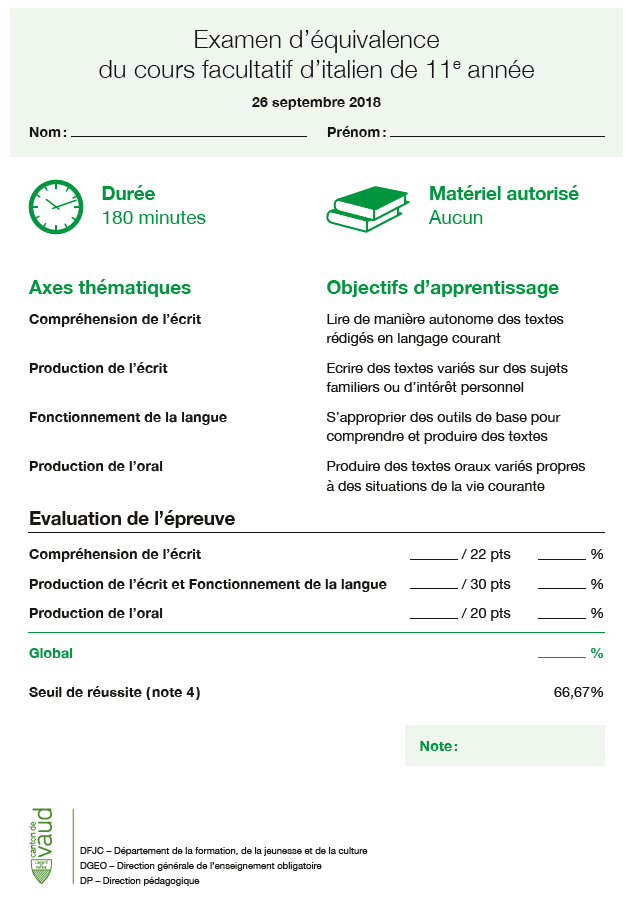 Examen d’équivalence
du cours facultatif d’italien de 11e année
26 septembre 2018
Nom : ________ Prénom : ________
Durée
180 minutes
Matériel autorisé
Aucun
Axes thématiques
Objectifs d’apprentissage
Compréhension de l’écrit
Lire de manière autonome des textes
rédigés en langage courant
Production de l’écrit
Ecrire des textes variés sur des sujets
familiers ou d’intérêt personnel
Fonctionnement de la langue
S’approprier des outils de base pour
comprendre et produire des textes
Production de l’oral
Produire des textes oraux variés propres
à des situations de la vie courante
Evaluation de l’épreuve
Compréhension de l’écrit ______ / 22 pts ______ %
Production de l’écrit et Fonctionnement de la langue ______ / 30 pts ______ %
Production de l’oral ______ / 20 pts ______ %
Global ______ %
Seuil de réussite (note 4) 66,67%
Note :
canton de
vaud
DFJC – Département de la formation, de la jeunesse et de la culture
DGEO – Direction générale de l'enseignement obligatoire
DP – Direction pédagogique